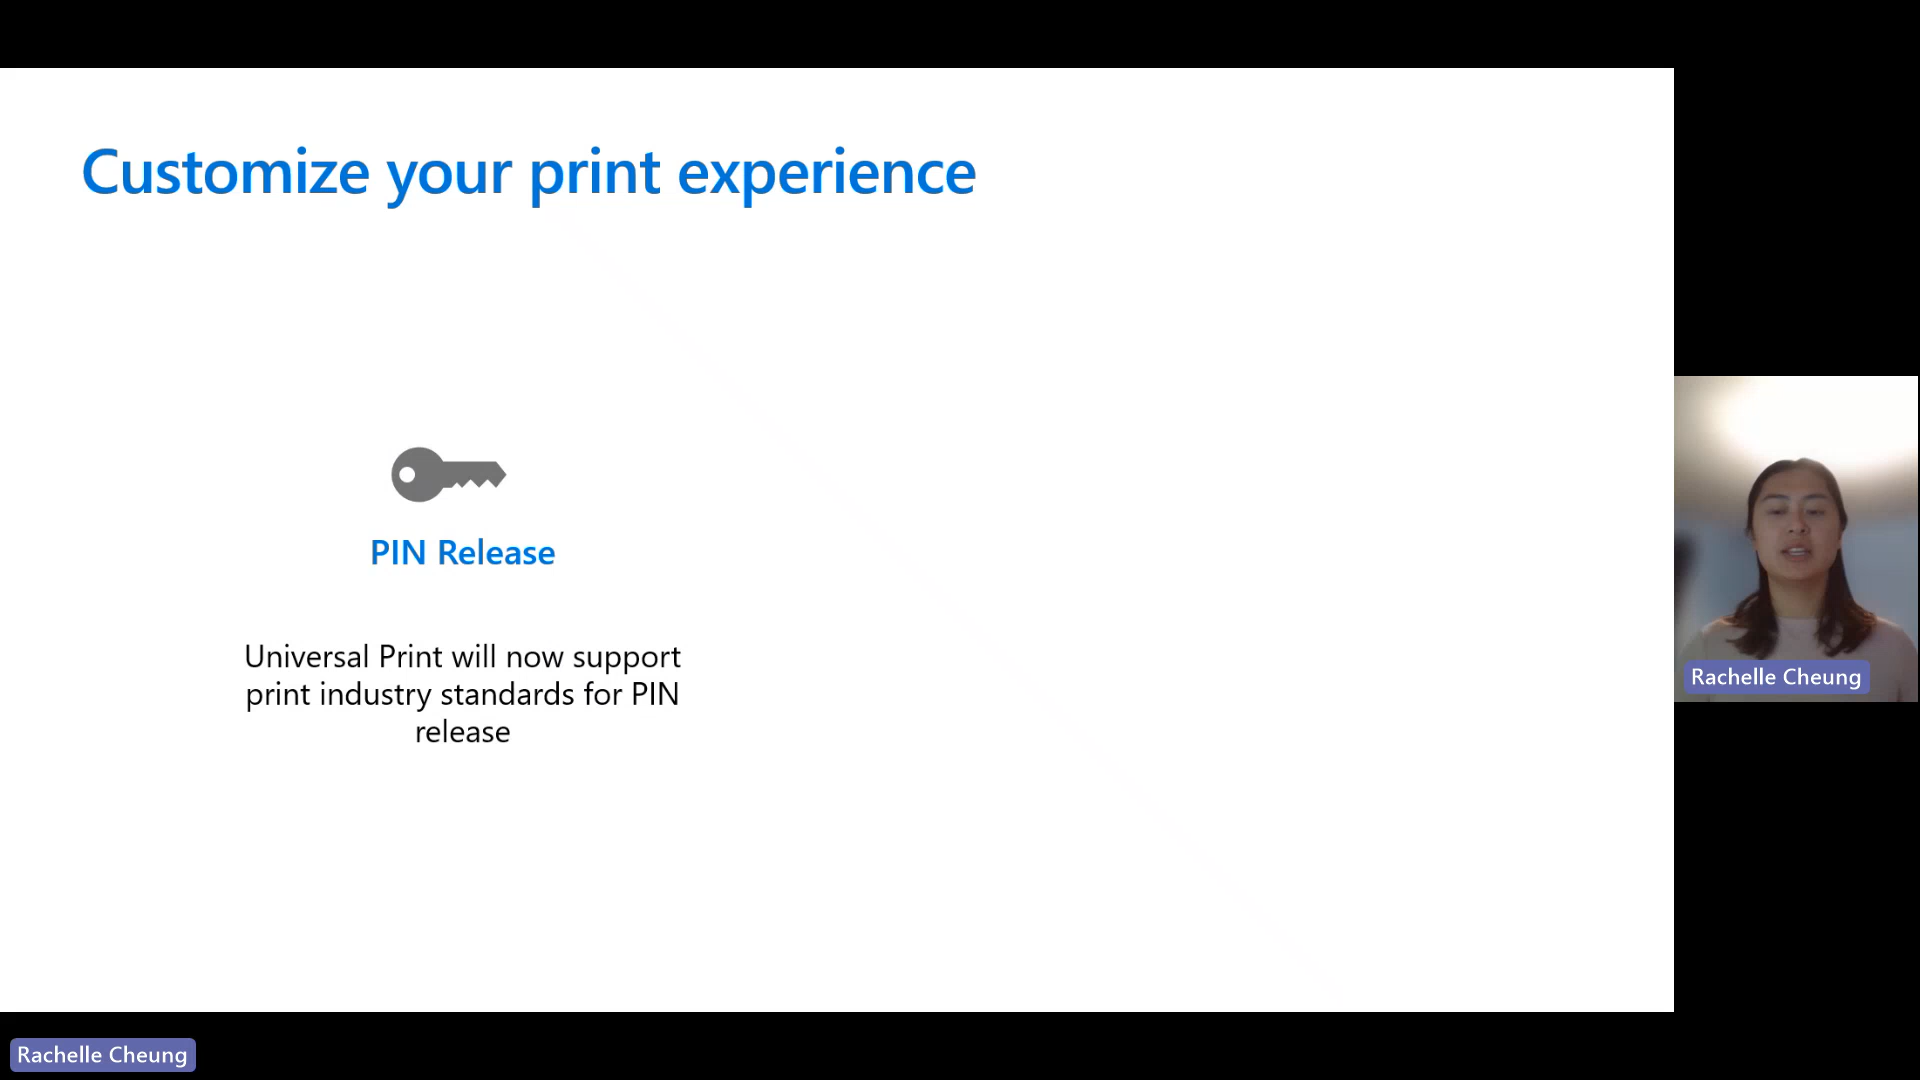 Customize your print experience
PIN Release
Universal Print will now support
print industry standards for PIN
release
Rachelle Cheung
Rachelle Cheung